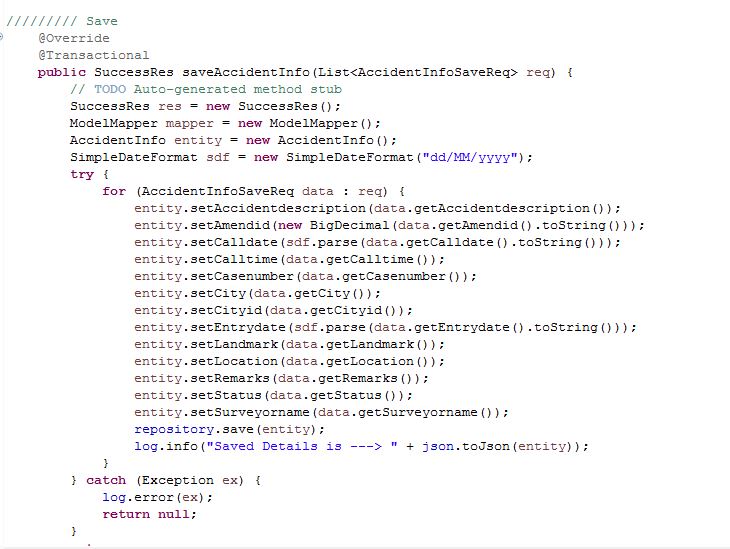 ///////// Save
@Override
@Transactional
public SuccessRes saveAccidentInfo(List<AccidentInfoSaveReq> req) {
// TODO Auto-generated method stub
SuccessRes res = new SuccessRes();
ModelMapper mapper = new ModelMapper();
AccidentInfo entity = new AccidentInfo();
SimpleDateFormat sdf = new SimpleDateFormat("dd/MM/yyyy");
try {
for (AccidentInfoSaveReq data : req) {
entity.setAccidentdescription(data.getAccidentdescription());
entity.setAmendid(new BigDecimal(data.getAmendid().toString()));
entity.setCalldate(sdf.parse(data.getCalldate().toString()));
entity.setCalltime(data.getCalltime());
entity.setCasenumber(data.getCasenumber());
entity.setCity(data.getCity());
entity.setCityid(data.getCityid());
entity.setEntrydate(sdf.parse(data.getEntrydate().toString()));
entity.setLandmark(data.getLandmark());
entity.setLocation(data.getLocation());
entity.setRemarks(data.getRemarks());
entity.setStatus(data.getStatus());
entity.setSurveyorname(data.getSurveyorname());
repository.save(entity);
log.info("Saved Details is ---> " + json.toJson(entity));
}
} catch (Exception ex) {
log.error(ex);
return null;
}